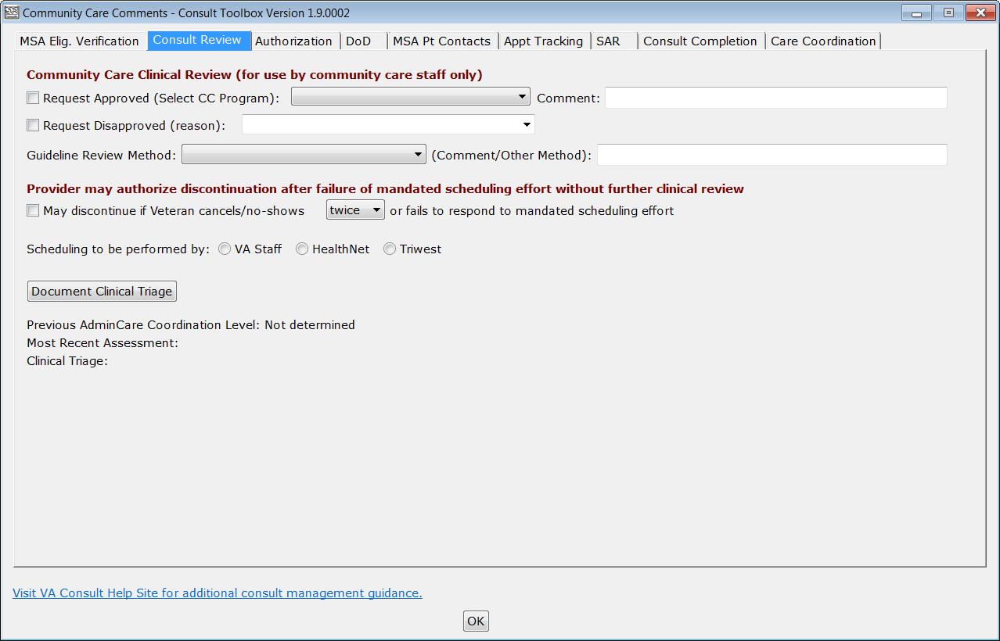 Community Care Comments - Consult Toolbox Version 1.9.0002
MSA Elig. Verification Consult Review Authorization DoD MSA Pt Contacts Appt Tracking SAR Consult Completion Care Coordination
Community Care Clinical Review (for use by community care staff only)
Request Approved (Select CC Program): Comment:
Request Disapproved (reason):
Guideline Review Method: (Comment/Other Method):
Provider may authorize discontinuation after failure of mandated scheduling effort without further clinical review
May discontinue if Veteran cancels/no-shows twice or fails to respond to mandated scheduling effort
Scheduling to be performed by: VA Staff HealthNet Triwest
Document Clinical Triage
Previous AdminCare Coordination Level: Not determined
Most Recent Assessment:
Clinical Triage:
Visit VA Consult Help Site for additional consult management guidance.
OK